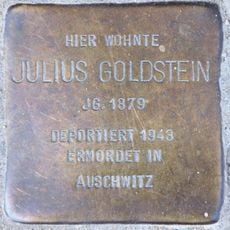 HIER WOHNTE
JULIUS GOLDSTEIN
JG. 1879
DEPORTIERT 1943
ERMORDET IN
AUSCHWITZ